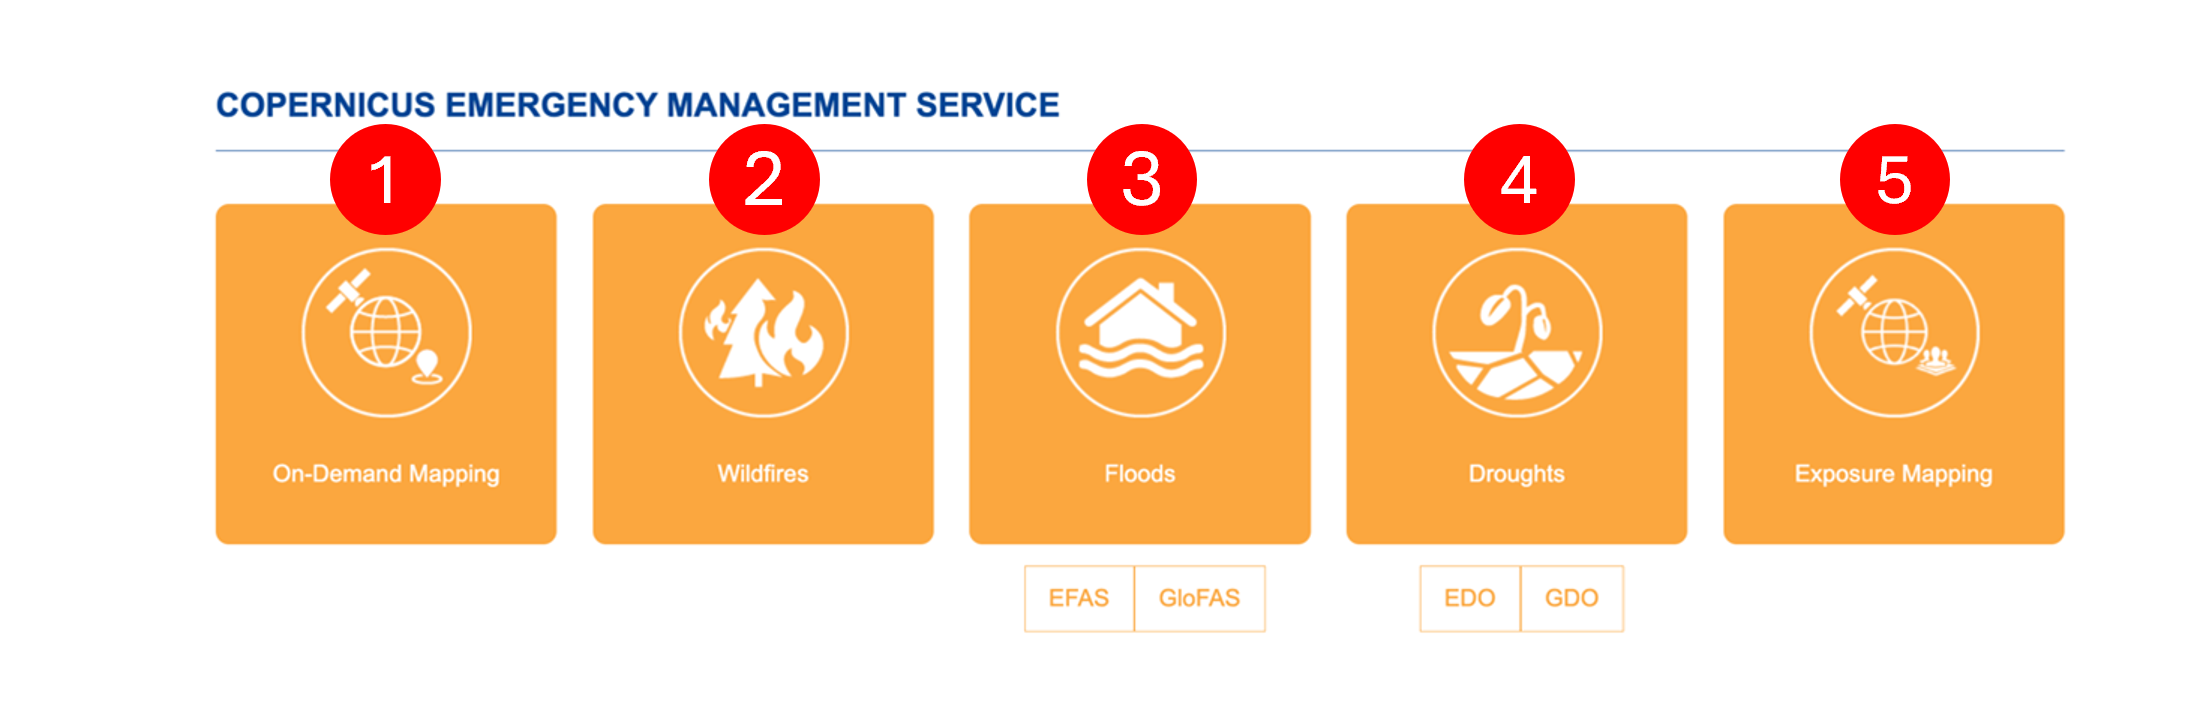 COPERNICUS EMERGENCY MANAGEMENT SERVICE
1 2 3 4 5
On-Demand Mapping
Wildfires
Floods
Droughts
Exposure Mapping
EFAS GloFAS
EDO GDO